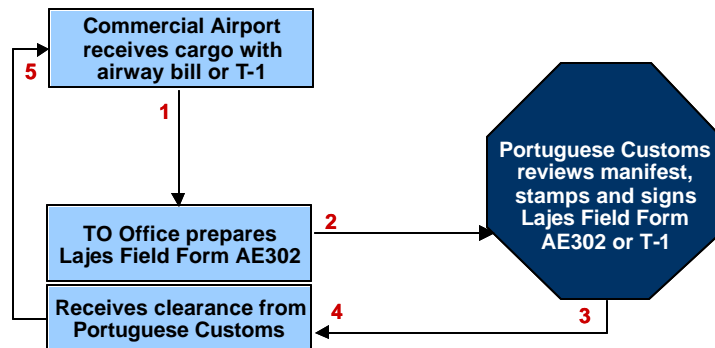 Commercial Airport
receives cargo with
airway bill or T-1
5
1
Portuguese Customs
reviews manifest,
stamps and signs
Lajes Field Form
AE302 or T-1
TO Office prepares
Lajes Field Form AE302
2
Receives clearance from
Portuguese Customs
4
3